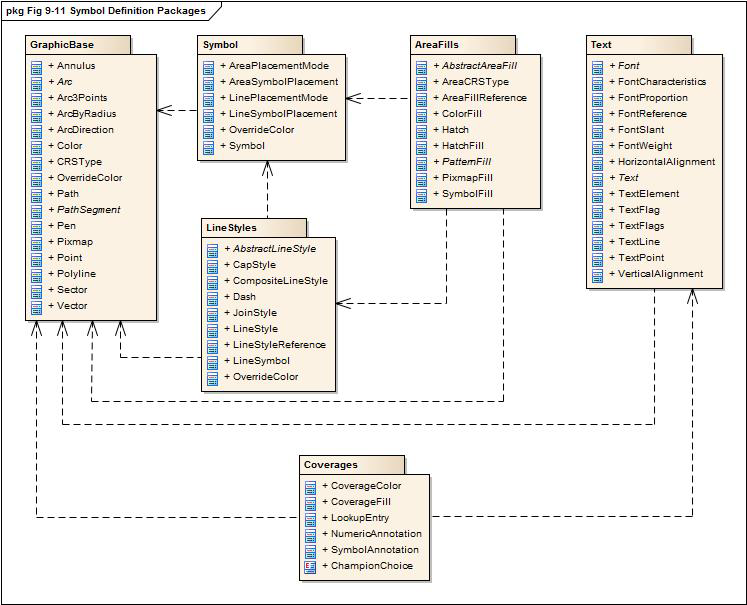 pkg Fig 9-11 Symbol Definition Packages
GraphicBase
+ Annulus
+ Arc
+ Arc3Points
+ ArcByRadius
+ ArcDirection
+ Color
+ CRSType
+ OverrideColor
+ Path
+ PathSegment
+ Pen
+ Pixmap
+ Point
+ Polyline
+ Sector
+ Vector
Symbol
+ AreaPlacementMode
+ AreaSymbolPlacement
+ LinePlacementMode
+ LineSymbolPlacement
+ OverrideColor
+ Symbol
AreaFills
+ AbstractAreaFill
+ AreaCRSType
+ AreaFillReference
+ ColorFill
+ Hatch
+ HatchFill
+ PatternFill
+ PixmapFill
+ SymbolFill
Text
+ Font
+ FontCharacteristics
+ FontProportion
+ FontReference
+ FontSlant
+ FontWeight
+ HorizontalAlignment
+ Text
+ TextElement
+ TextFlag
+ TextFlags
+ TextLine
+ TextPoint
+ VerticalAlignment
LineStyles
+ AbstractLineStyle
+ CapStyle
+ CompositeLineStyle
+ Dash
+ JoinStyle
+ LineStyle
+ LineStyleReference
+ LineSymbol
+ OverrideColor
Coverages
+ CoverageColor
+ CoverageFill
+ LookupEntry
+ NumericAnnotation
+ SymbolAnnotation
+ ChampionChoice